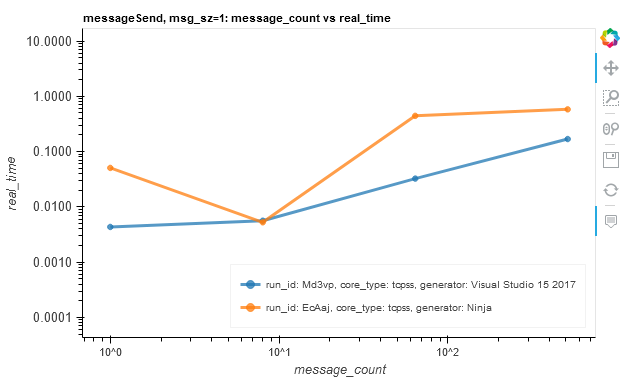 messageSend, msg_sz=1: message_count vs real_time
10.0000
1.0000
0.1000
0.0100
0.0010
0.0001
real_time
run_id: Md3vp, core_type: tcpss, generator: Visual Studio 15 2017
run_id: EcAaj, core_type: tcpss, generator: Ninja
10^0
10^1
10^2
message_count